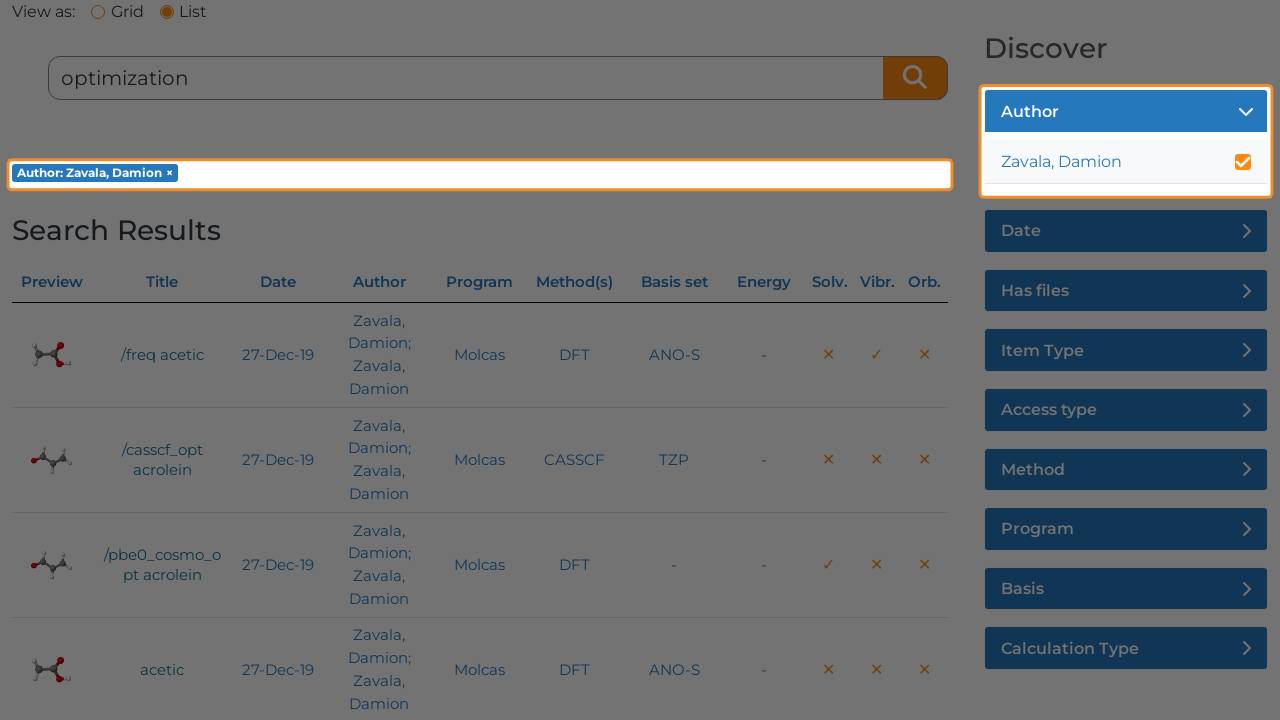 View as: Grid List
optimization
Author: Zavala, Damion ×
Search Results
Preview Title Date Author Program Method(s) Basis set Energy Solv. Vibr. Orb.
/freq acetic 27-Dec-19 Zavala, Damion; Zavala, Damion Molcas DFT ANO-S - ✕ ✓ ✕
/casscf_opt acrolein 27-Dec-19 Zavala, Damion; Zavala, Damion Molcas CASSCF TZP - ✕ ✕ ✕
/pbe0_cosmo_opt acrolein 27-Dec-19 Zavala, Damion; Zavala, Damion Molcas DFT - - ✓ ✕ ✕
acetic 27-Dec-19 Zavala, Damion; Zavala, Damion Molcas DFT ANO-S - ✕ ✕ ✕
Discover
Author
Zavala, Damion
Date
Has files
Item Type
Access type
Method
Program
Basis
Calculation Type